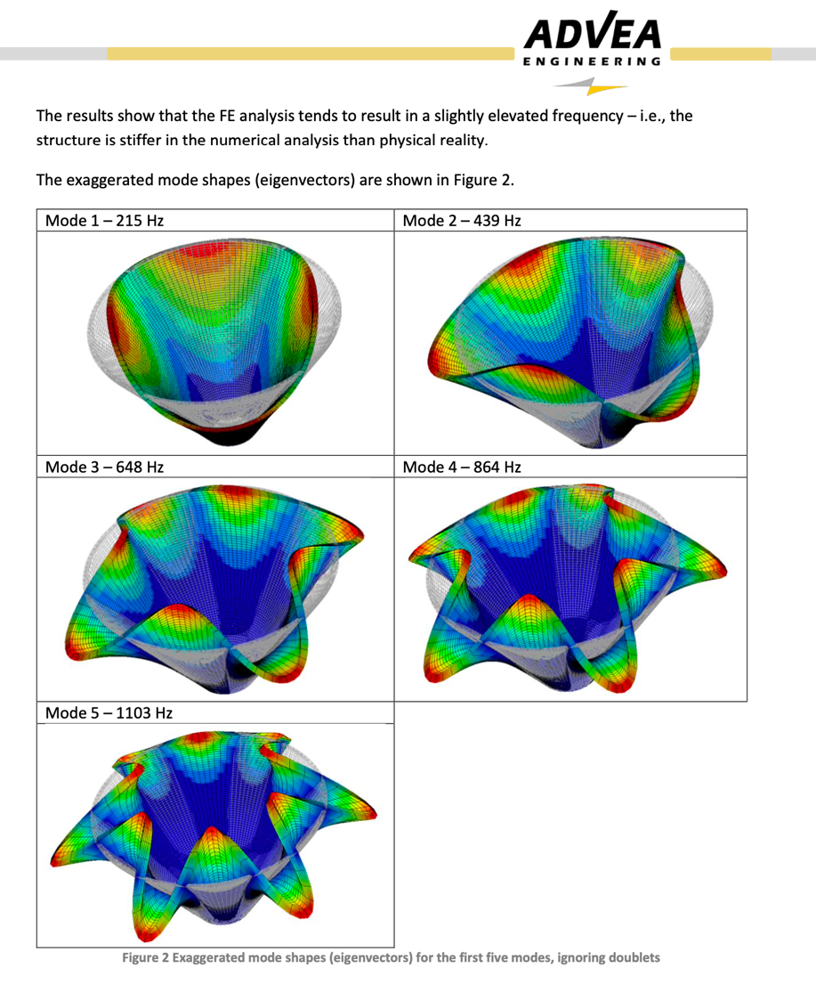 ADVEA
ENGINEERING
The results show that the FE analysis tends to result in a slightly elevated frequency – i.e., the
structure is stiffer in the numerical analysis than physical reality.
The exaggerated mode shapes (eigenvectors) are shown in Figure 2.
Mode 1 – 215 Hz
Mode 2 – 439 Hz
Mode 3 – 648 Hz
Mode 4 – 864 Hz
Mode 5 – 1103 Hz
Figure 2 Exaggerated mode shapes (eigenvectors) for the first five modes, ignoring doublets